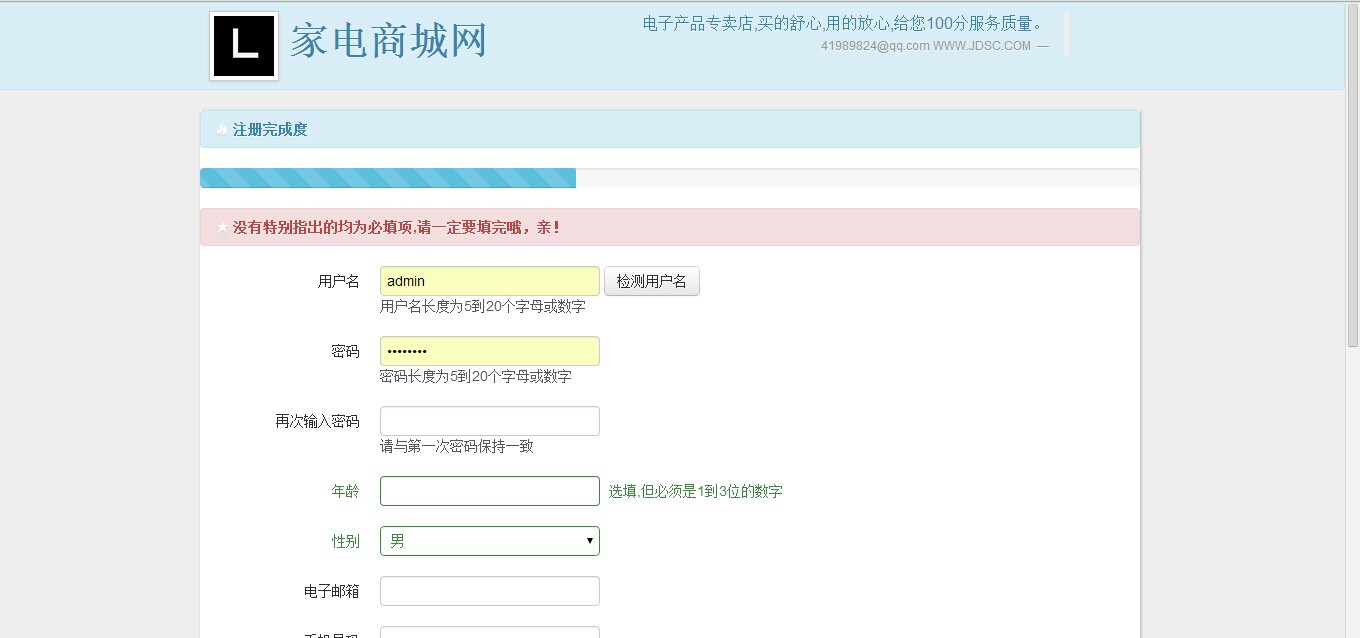 L
家电商城网
电子产品专卖店,买的舒心,用的放心,给您100分服务质量。
41989824@qq.com WWW.JDSC.COM —
注册完成度
没有特别指出的均为必填项,请一定要填完哦，亲！
用户名 admin 检测用户名
用户名长度为5到20个字母或数字
密码 ••••••••
密码长度为5到20个字母或数字
再次输入密码
请与第一次密码保持一致
年龄 选填,但必须是1到3位的数字
性别 男
电子邮箱